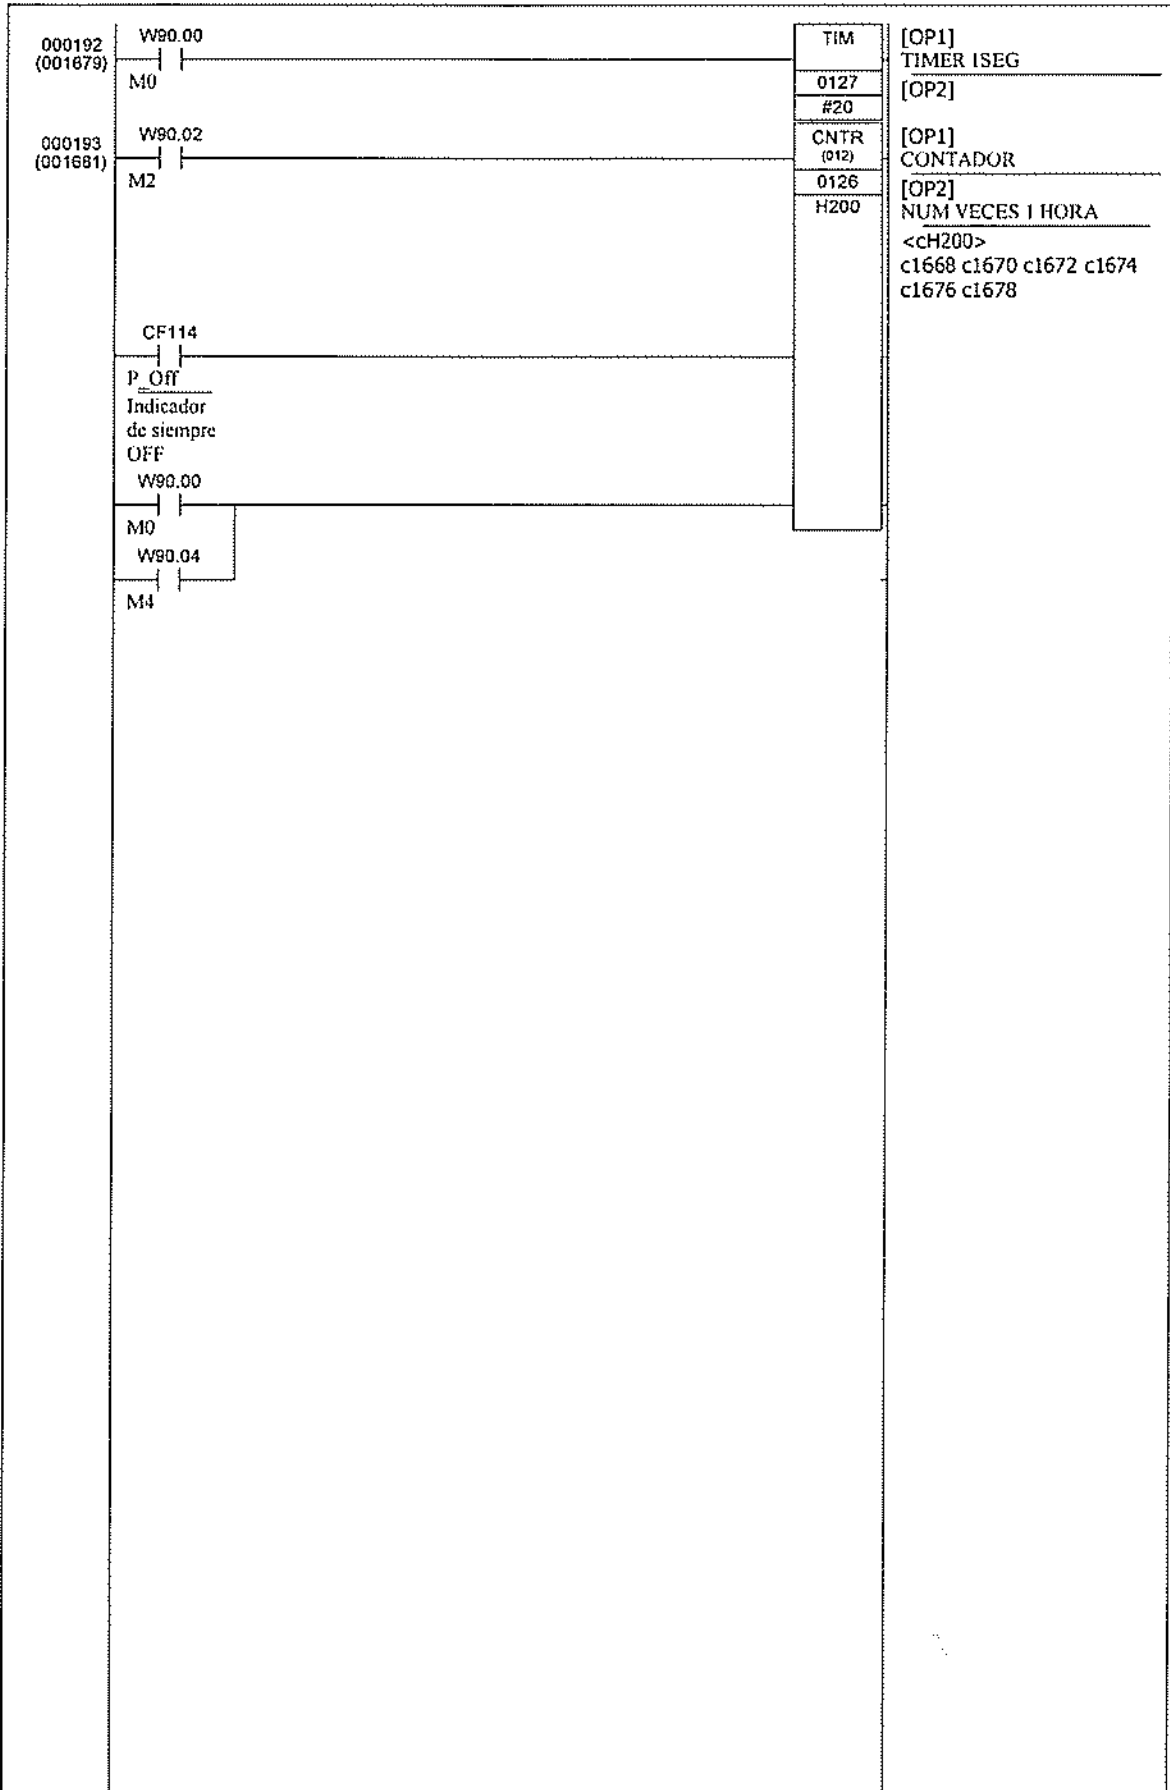 000192
(001679)
W90.00
M0
TIM
0127
#20
[OP1]
TIMER 1SEG
[OP2]
000193
(001681)
W90.02
M2
CNTR
(012)
0126
H200
[OP1]
CONTADOR
[OP2]
NUM VECES 1 HORA
<cH200>
c1668 c1670 c1672 c1674
c1676 c1678
CF114
P_Off
Indicador
de siempre
OFF
W90.00
M0
W90.04
M4